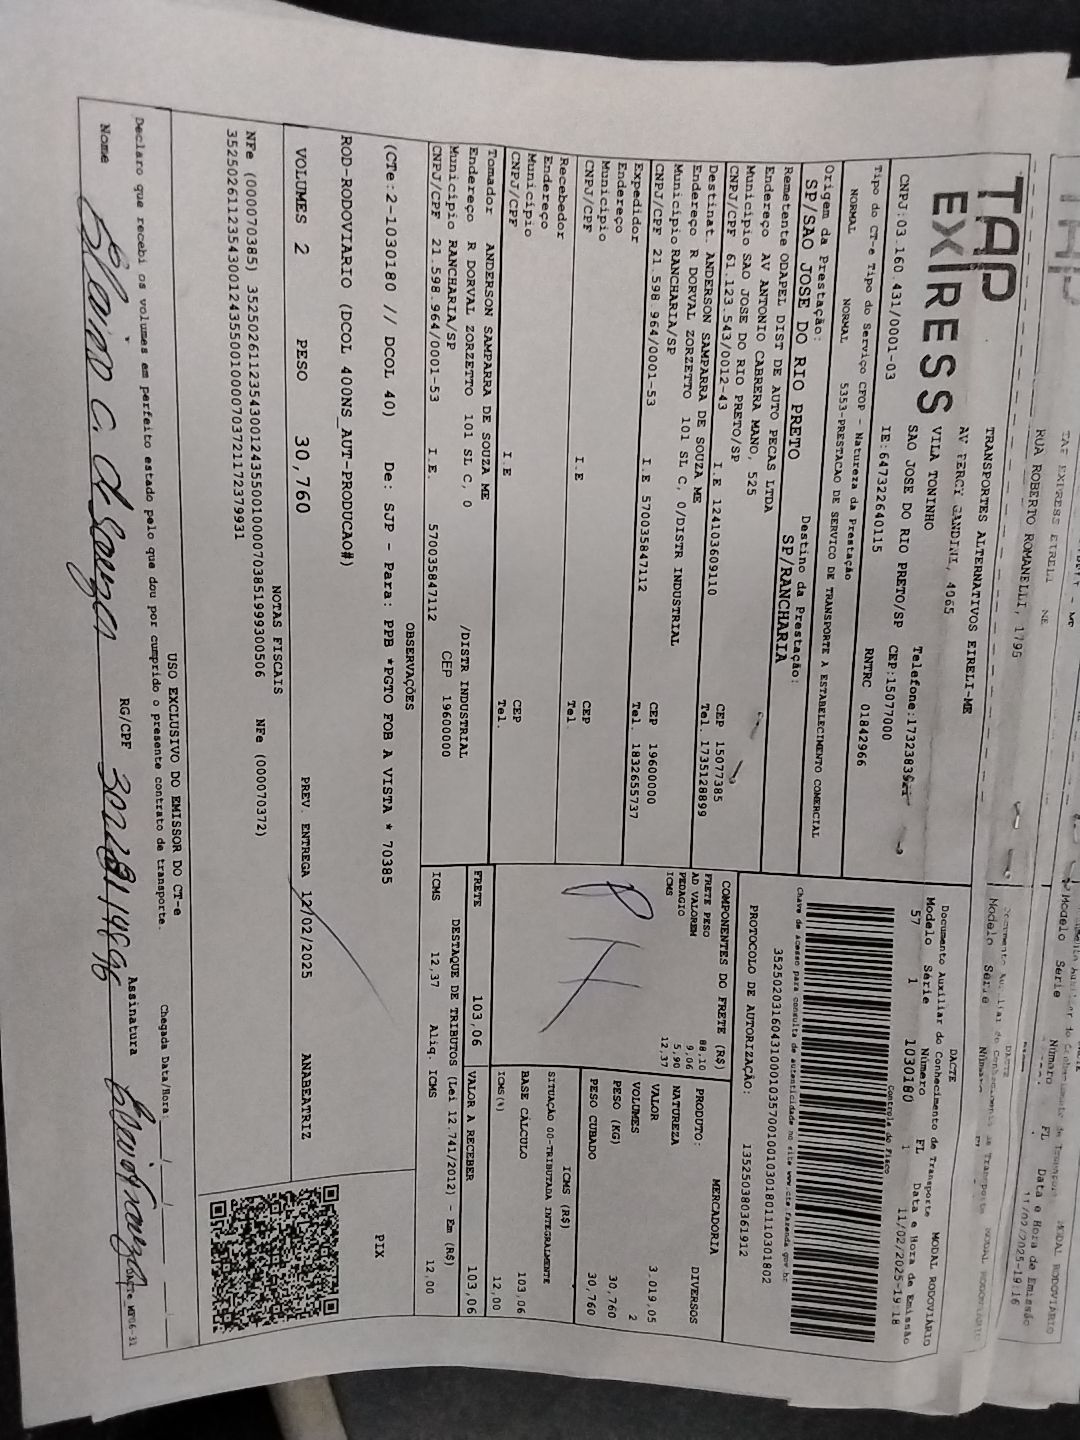 RUA ROBERTO ROMANELLI, 1795
TAP
EXPRESS
TRANSPORTES ALTERNATIVOS EIRELI-ME
AV PERCY GANDINI, 4065
VILA TONINHO
SAO JOSE DO RIO PRETO/SP CEP:15077000
CNPJ:03.160.431/0001-03 IE:647322640115 RNTRC 01842966
DACTE
Documento Auxiliar do Conhecimento de Transporte MODAL RODOVIÁRIO
Modelo Série Número FL Data e Hora de Emissão
57 1 1030180 1 11/02/2025-19:18
Controle do Fisco
Chave de acesso para consulta de autenticidade no site www.cte.fazenda.gov.br
35250203160431000103570010010301801110301802
PROTOCOLO DE AUTORIZAÇÃO: 135250380361912
Tipo do CT-e Tipo do Serviço CFOP - Natureza da Prestação
NORMAL NORMAL 5353-PRESTACAO DE SERVICO DE TRANSPORTE A ESTABELECIMENTO COMERCIAL
Origem da Prestação: Destino da Prestação:
SP/SAO JOSE DO RIO PRETO SP/RANCHARIA
Remetente ODAPEL DIST DE AUTO PECAS LTDA
Endereço AV ANTONIO CABRERA MANO, 525
Município SAO JOSE DO RIO PRETO/SP CEP 15077385
CNPJ/CPF 61.123.543/0012-43 I.E 124103609110 Tel. 1735128899
Destinat. ANDERSON SAMPARRA DE SOUZA ME
Endereço R DORVAL ZORZETTO 101 SL C, 0/DISTR INDUSTRIAL
Município RANCHARIA/SP CEP 19600000
CNPJ/CPF 21.598.964/0001-53 I.E 570035847112 Tel. 1832655737
Expedidor
Endereço
Município CEP
CNPJ/CPF I.E Tel.
Recebedor
Endereço
Município CEP
CNPJ/CPF I.E Tel.
Tomador ANDERSON SAMPARRA DE SOUZA ME
Endereço R DORVAL ZORZETTO 101 SL C, 0 /DISTR INDUSTRIAL
Município RANCHARIA/SP CEP 19600000
CNPJ/CPF 21.598.964/0001-53 I.E. 570035847112
COMPONENTES DO FRETE (R$)
FRETE PESO 88,10
AD VALOREM 9,06
PEDAGIO 5,90
ICMS 12,37
MERCADORIA
PRODUTO: DIVERSOS
NATUREZA
VALOR 3.019,05
VOLUMES 2
PESO (KG) 30,760
PESO CUBADO 30,760
ICMS (R$)
SITUAÇÃO 00-TRIBUTADA INTEGRALMENTE
BASE CÁLCULO 103,06
ICMS(%) 12,00
FRETE 103,06 VALOR A RECEBER 103,06
DESTAQUE DE TRIBUTOS (Lei 12.741/2012) - Em (R$)
ICMS 12,37 Aliq. ICMS 12,00
OBSERVAÇÕES
(CTe:2-1030180 // DCOL 40) De: SJP - Para: PPB *PGTO FOB A VISTA * 70385
PIX
ROD-RODOVIARIO (DCOL 400NS_AUT-PRODUCAO#)
VOLUMES 2 PESO 30,760 PREV. ENTREGA 12/02/2025 ANABEATRIZ
NOTAS FISCAIS
NFe (000070385) 35250261123543001243550010000703851999300506 NFe (000070372)
35250261123543001243550010000703721172379931
USO EXCLUSIVO DO EMISSOR DO CT-e
Declaro que recebi os volumes em perfeito estado pelo que dou por cumprido o presente contrato de transporte. Chegada Data/Hora
Nome RG/CPF Assinatura